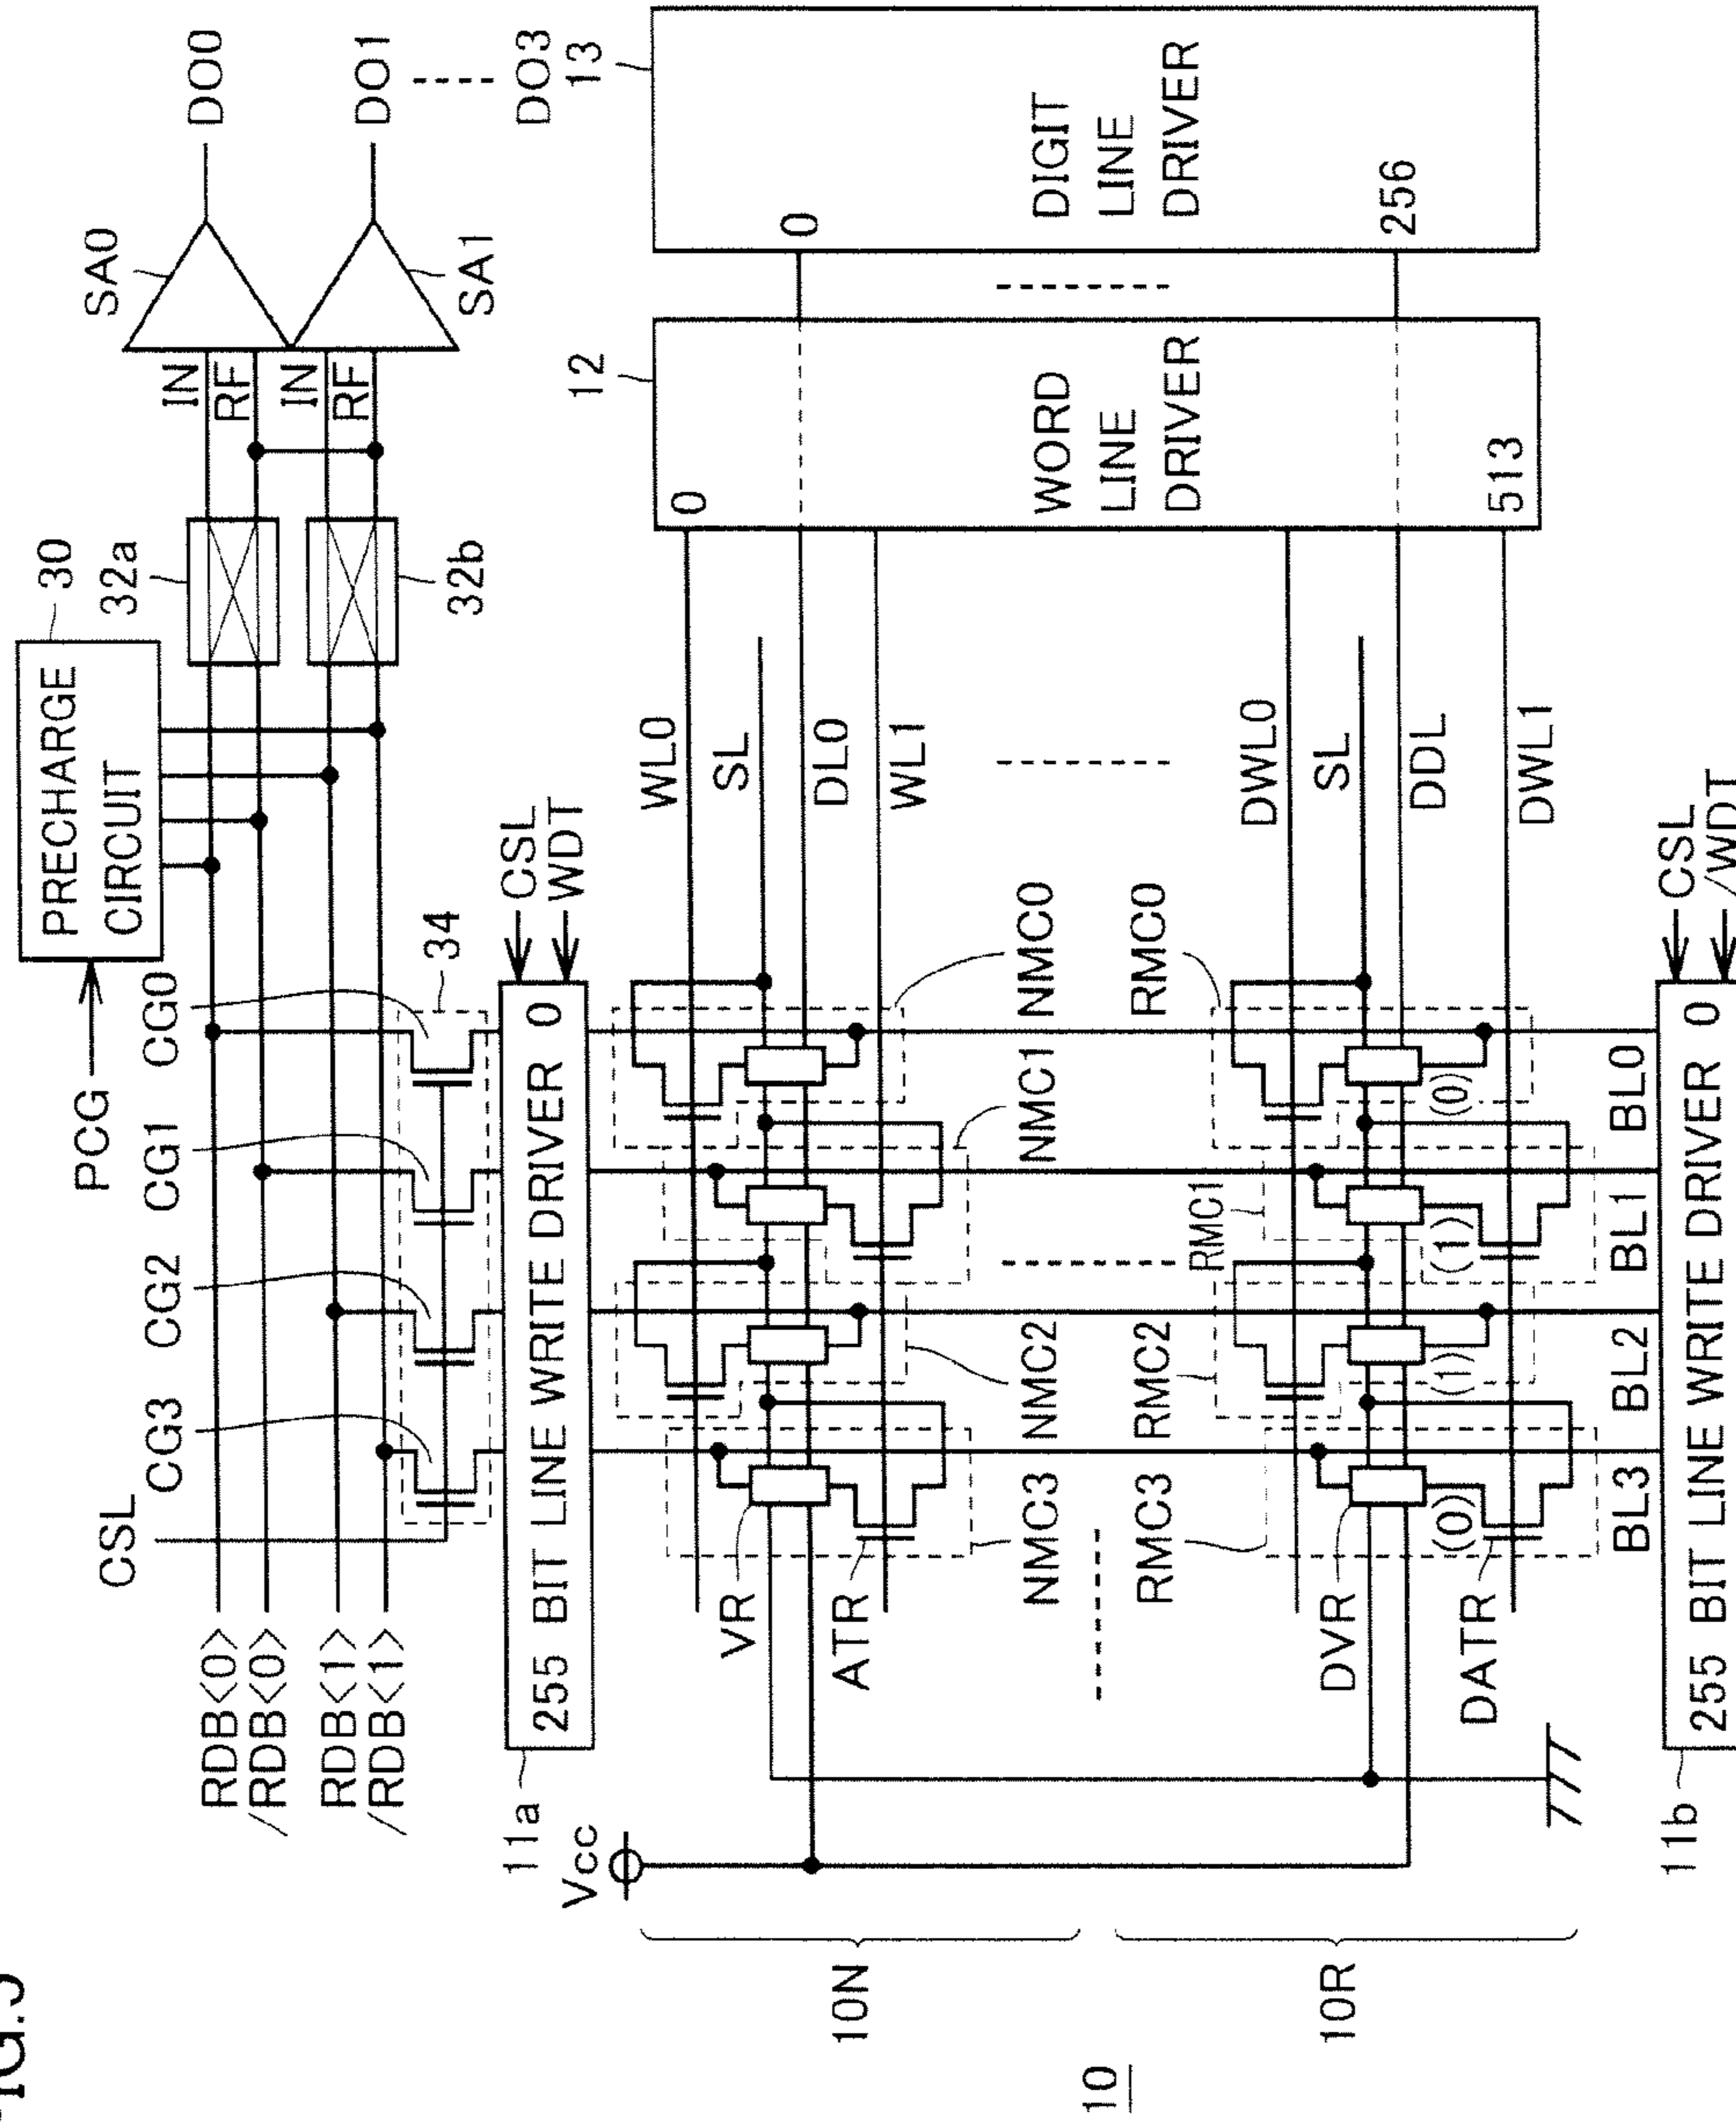 PCG
PRECHARGE
CIRCUIT
30
CSL
CG3
CG2
CG1
CG0
34
32a
32b
IN
RF
IN
RF
SA0
SA1
DO0
DO1
DO3
RDB<0>
/RDB<0>
RDB<1>
/RDB<1>
11a
255 BIT LINE WRITE DRIVER 0
CSL
WDT
Vcc
12
0
WORD
LINE
DRIVER
513
13
0
DIGIT
LINE
DRIVER
256
WL0
SL
DL0
WL1
VR
ATR
NMC3
NMC2
NMC1
NMC0
10N
DWL0
SL
DDL
DWL1
RMC3
RMC2
RMC1
RMC0
DVR
DATR
(0)
(1)
(1)
(0)
10R
10
BL3
BL2
BL1
BL0
11b
255 BIT LINE WRITE DRIVER 0
CSL
/WDT